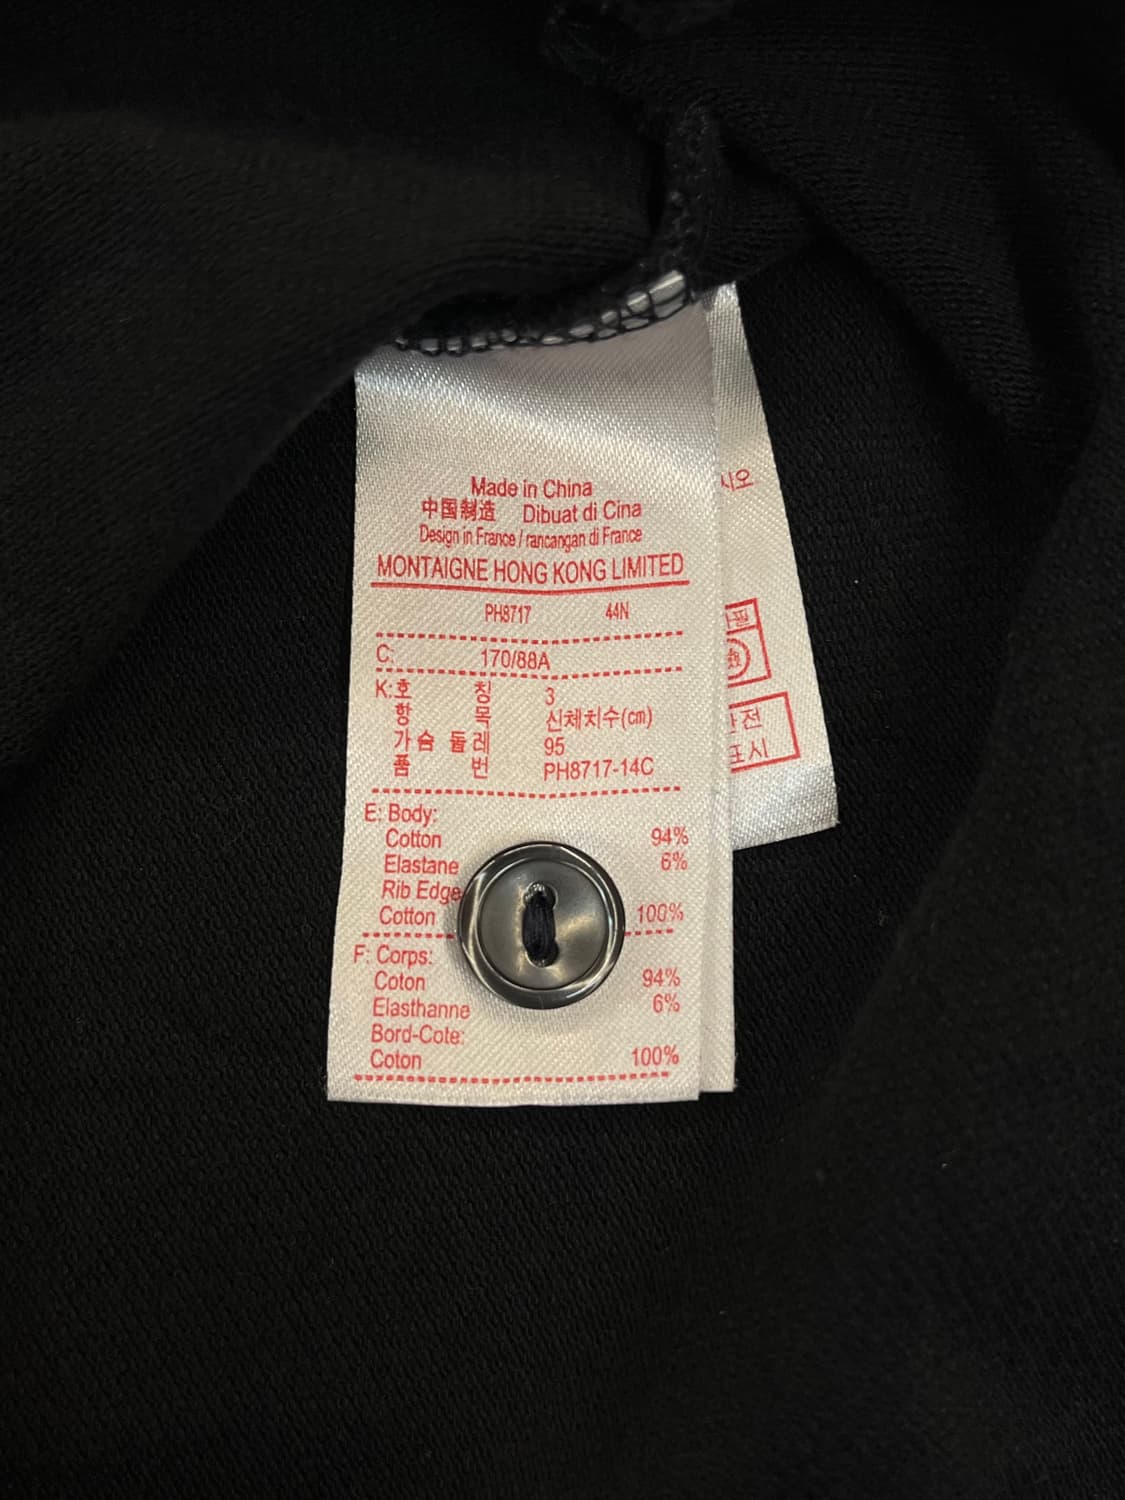 Made in China
中国制造 Dibuat di Cina
Design in France / rancangan di France
MONTAIGNE HONG KONG LIMITED
PH8717 44N
C: 170/88A
K:호 칭 3
항 목 신체치수(cm)
가슴 둘레 95
품 번 PH8717-14C
E: Body:
Cotton 94%
Elastane 6%
Rib Edge
Cotton 100%
F: Corps:
Coton 94%
Elasthanne 6%
Bord-Cote:
Coton 100%
시오
전
표시